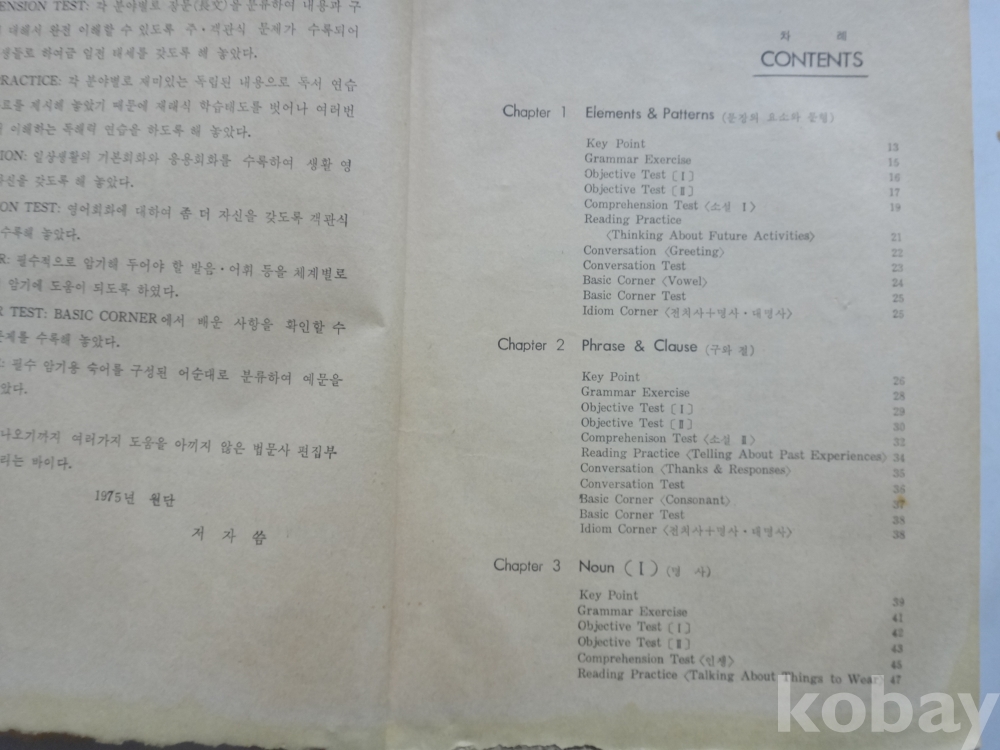 ENSION TEST: 각 분야별로 장문(長文)을 분류하여 내용과 구
대해서 완전 이해할 수 있도록 주·객관식 문제가 수록되어
생들로 하여금 일전 태세를 갖도록 해 놓았다.
RACTICE: 각 분야별로 재미있는 독립된 내용으로 독서 연습
료를 제시해 놓았기 때문에 재래식 학습태도를 벗어나 여러번
이해하는 독해력 연습을 하도록 해 놓았다.
ION: 일상생활의 기본회화와 응용회화를 수록하여 생활 영
자신을 갖도록 해 놓았다.
ON TEST: 영어회화에 대하여 좀 더 자신을 갖도록 객관식
수록해 놓았다.
R: 필수적으로 암기해 두어야 할 발음·어휘 등을 체계별로
암기에 도움이 되도록 하였다.
R TEST: BASIC CORNER에서 배운 사항을 확인할 수
문제를 수록해 놓았다.
: 필수 암기용 숙어를 구성된 어순대로 분류하여 예문을
았다.
나오기까지 여러가지 도움을 아끼지 않은 법문사 편집부
리는 바이다.
1975년 원단
저 자 씀
차 례
CONTENTS
Chapter 1 Elements & Patterns (문장의 요소와 문형)
Key Point 13
Grammar Exercise 15
Objective Test〔Ⅰ〕 16
Objective Test〔Ⅱ〕 17
Comprehension Test〈소설 Ⅰ〉 19
Reading Practice
〈Thinking About Future Activities〉 21
Conversation〈Greeting〉 22
Conversation Test 23
Basic Corner〈Vowel〉 24
Basic Corner Test 25
Idiom Corner〈전치사+명사·대명사〉 25
Chapter 2 Phrase & Clause (구와 절)
Key Point 26
Grammar Exercise 28
Objective Test〔Ⅰ〕 29
Objective Test〔Ⅱ〕 30
Comprehenison Test〈소설 Ⅱ〉 32
Reading Practice〈Telling About Past Experiences〉 34
Conversation〈Thanks & Responses〉 35
Conversation Test 36
Basic Corner〈Consonant〉 37
Basic Corner Test 38
Idiom Corner〈전치사+명사·대명사〉 38
Chapter 3 Noun (Ⅰ) (명 사)
Key Point 39
Grammar Exercise 41
Objective Test〔Ⅰ〕 42
Objective Test〔Ⅱ〕 43
Comprehension Test〈인생〉 45
Reading Practice〈Talking About Things to Wear 47
kobay